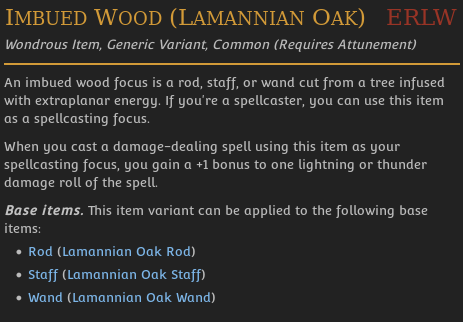 Imbued Wood (Lamannian Oak) ERLW
Wondrous Item, Generic Variant, Common (Requires Attunement)
An imbued wood focus is a rod, staff, or wand cut from a tree infused
with extraplanar energy. If you're a spellcaster, you can use this item
as a spellcasting focus.
When you cast a damage-dealing spell using this item as your
spellcasting focus, you gain a +1 bonus to one lightning or thunder
damage roll of the spell.
Base items. This item variant can be applied to the following base
items:
• Rod (Lamannian Oak Rod)
• Staff (Lamannian Oak Staff)
• Wand (Lamannian Oak Wand)